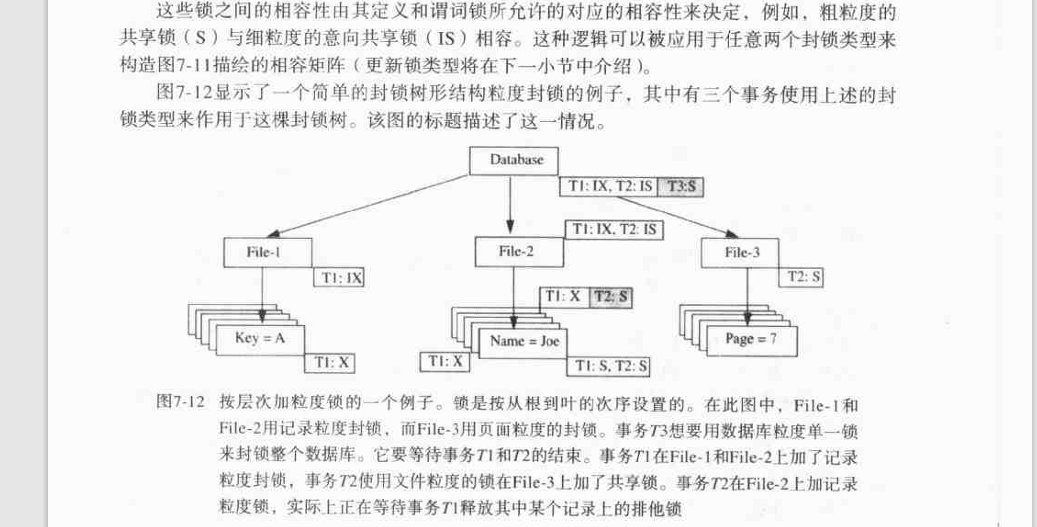 这些锁之间的相容性由其定义和谓词锁所允许的对应的相容性来决定，例如，粗粒度的
共享锁（S）与细粒度的意向共享锁（IS）相容。这种逻辑可以被应用于任意两个封锁类型来
构造图7-11描绘的相容矩阵（更新锁类型将在下一小节中介绍）。
图7-12显示了一个简单的封锁树形结构粒度封锁的例子，其中有三个事务使用上述的封
锁类型来作用于这棵封锁树。该图的标题描述了这一情况。
Database
T1: IX, T2: IS T3:S
T1: IX, T2: IS
File-1 File-2 File-3
T1: IX T2: S
T1: X T2: S
Key = A Name = Joe Page = 7
T1: X T1: X T1: S, T2: S
图7-12 按层次加粒度锁的一个例子。锁是按从根到叶的次序设置的。在此图中，File-1和
File-2用记录粒度封锁，而File-3用页面粒度的封锁。事务T3想要用数据库粒度单一锁
来封锁整个数据库。它要等待事务T1和T2的结束。事务T1在File-1和File-2上加了记录
粒度封锁，事务T2使用文件粒度的锁在File-3上加了共享锁。事务T2在File-2上加记录
粒度锁，实际上正在等待事务T1释放其中某个记录上的排他锁